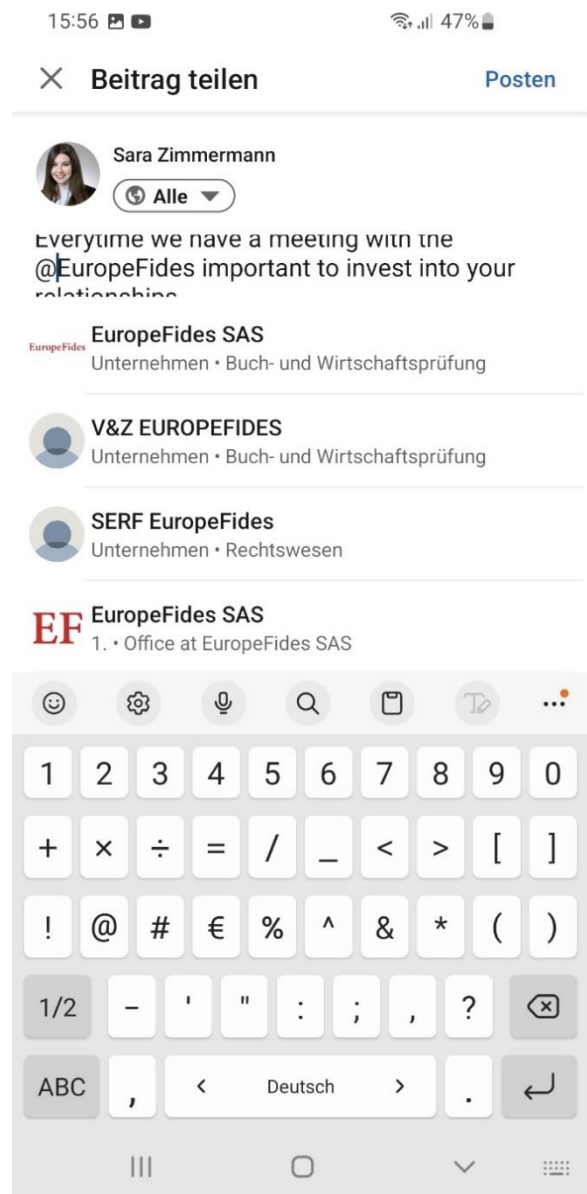 15:56 47%
Beitrag teilen Posten
Sara Zimmermann
Alle
Everytime we have a meeting with the
@EuropeFides important to invest into your
relationships
EuropeFides
EuropeFides SAS
Unternehmen • Buch- und Wirtschaftsprüfung
V&Z EUROPEFIDES
Unternehmen • Buch- und Wirtschaftsprüfung
SERF EuropeFides
Unternehmen • Rechtswesen
EF
EuropeFides SAS
1. • Office at EuropeFides SAS
1 2 3 4 5 6 7 8 9 0
+ × ÷ = / _ < > [ ]
! @ # € % ^ & * ( )
1/2 - ' " : ; , ?
ABC , < Deutsch > .